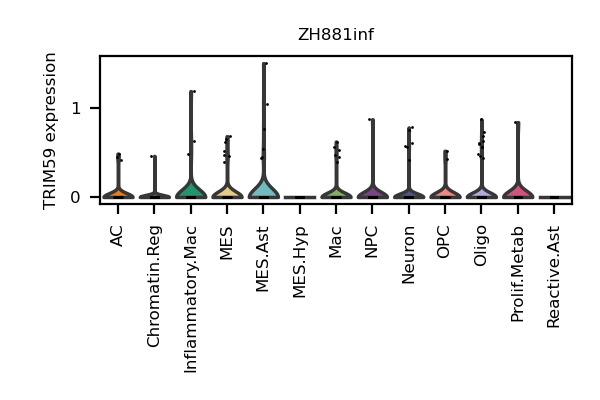 ZH881inf
TRIM59 expression
1
0
AC
Chromatin.Reg
Inflammatory.Mac
MES
MES.Ast
MES.Hyp
Mac
NPC
Neuron
OPC
Oligo
Prolif.Metab
Reactive.Ast